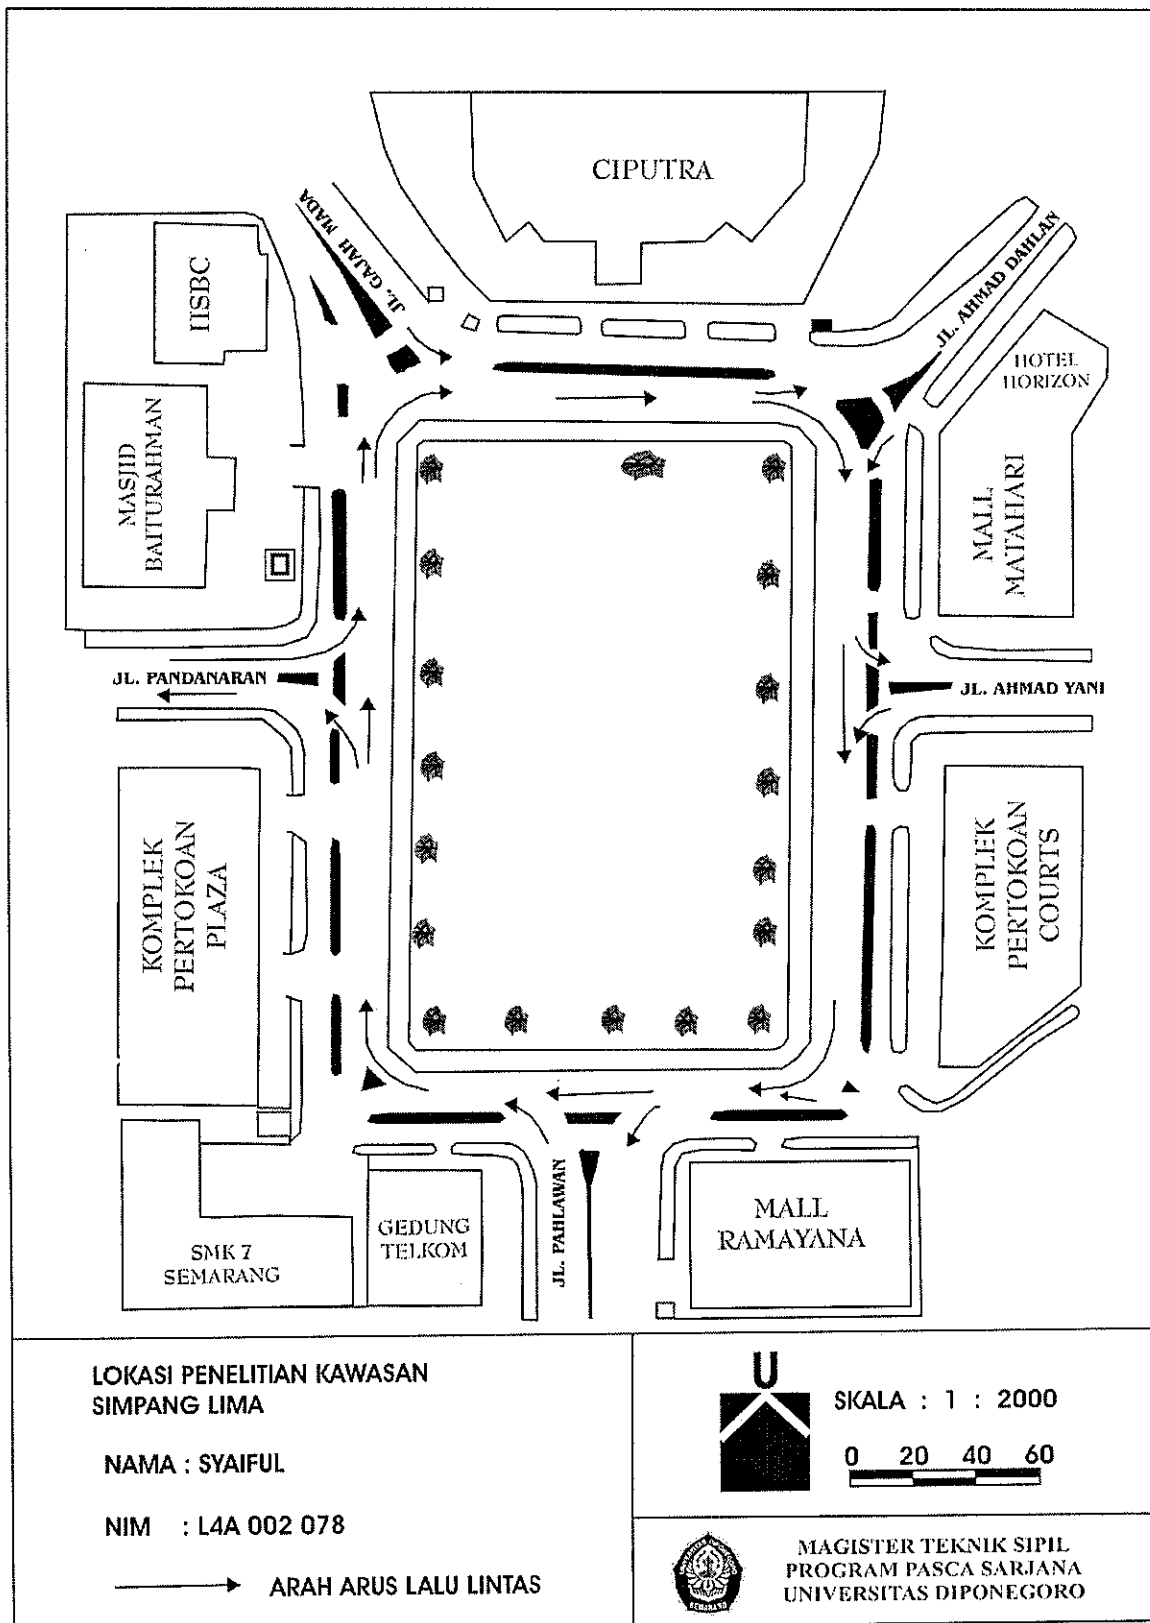 CIPUTRA
JL. GAJAH MADA
JL. AHMAD DAHLAN
HSBC
HOTEL
HORIZON
MASJID
BAITURAHMAN
MALL
MATAHARI
JL. PANDANARAN
JL. AHMAD YANI
KOMPLEK
PERTOKOAN
PLAZA
KOMPLEK
PERTOKOAN
COURTS
SMK 7
SEMARANG
GEDUNG
TELKOM
JL. PAHLAWAN
MALL
RAMAYANA
LOKASI PENELITIAN KAWASAN
SIMPANG LIMA
NAMA : SYAIFUL
NIM : L4A 002 078
ARAH ARUS LALU LINTAS
U
SKALA : 1 : 2000
0 20 40 60
MAGISTER TEKNIK SIPIL
PROGRAM PASCA SARJANA
UNIVERSITAS DIPONEGORO
SEMARANG